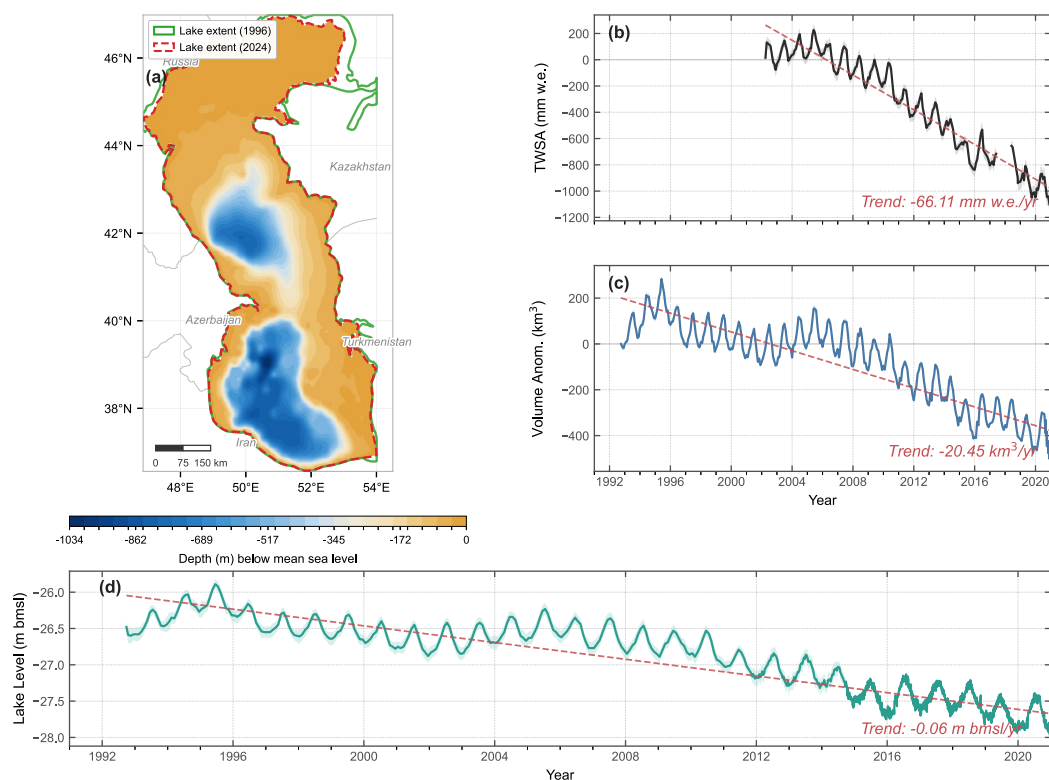 Lake extent (1996)
Lake extent (2024)
(a)
Russia
Kazakhstan
Azerbaijan
Turkmenistan
Iran
46°N
44°N
42°N
40°N
38°N
0 75 150 km
48°E 50°E 52°E 54°E
-1034 -862 -689 -517 -345 -172 0
Depth (m) below mean sea level
(b)
TWSA (mm w.e.)
200
0
−200
−400
−600
−800
−1000
−1200
Trend: -66.11 mm w.e./yr
(c)
Volume Anom. (km³)
200
0
−200
−400
Trend: -20.45 km³/yr
1992 1996 2000 2004 2008 2012 2016 2020
Year
(d)
Lake Level (m bmsl)
−26,0
−26,5
−27,0
−27,5
−28,0
Trend: -0.06 m bmsl/yr
1992 1996 2000 2004 2008 2012 2016 2020
Year